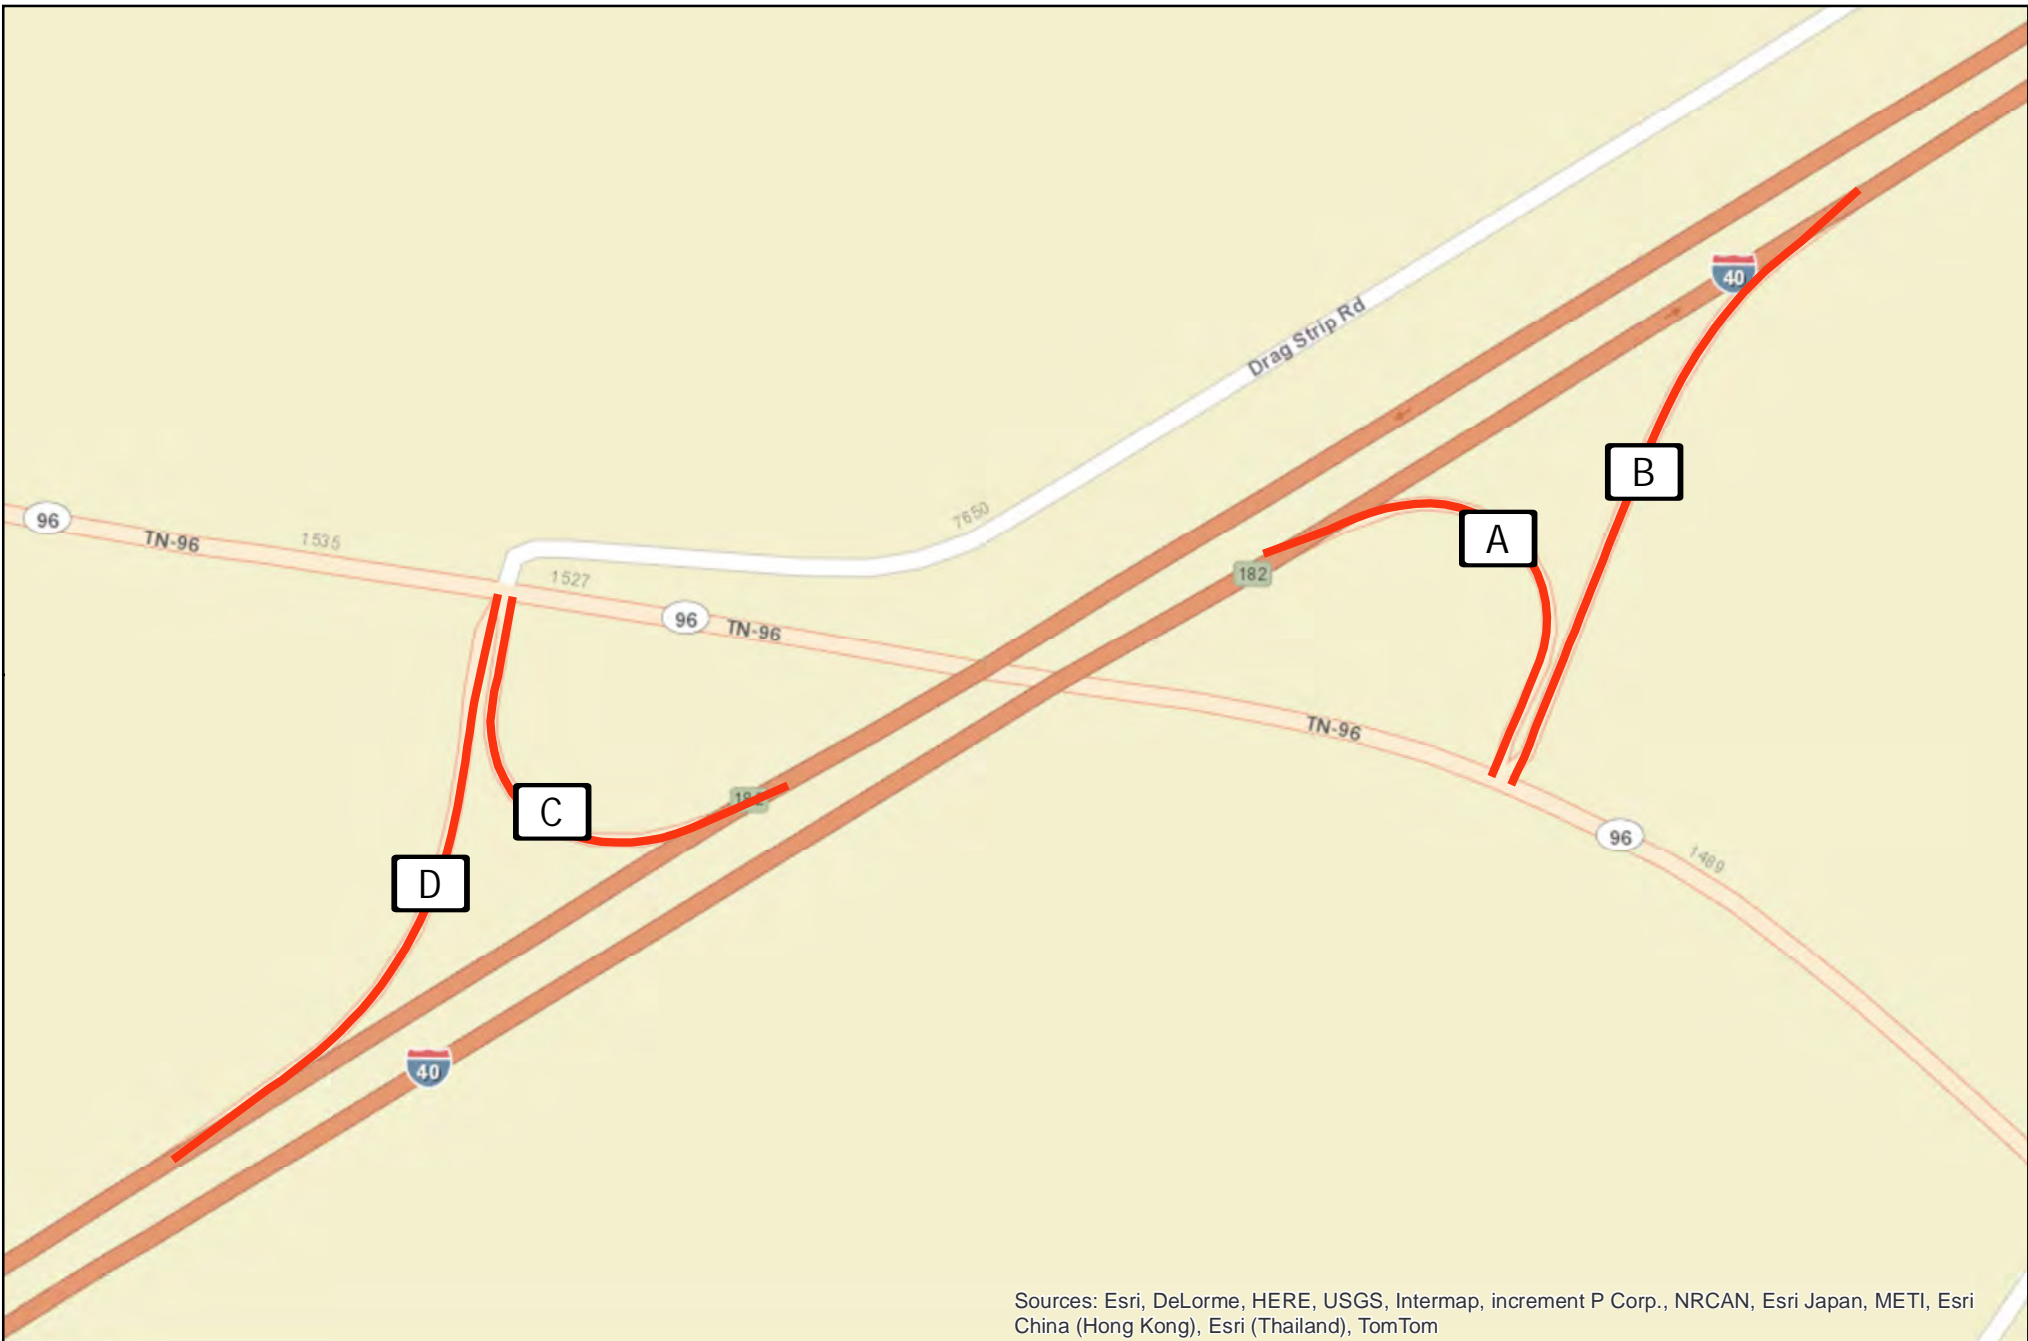 40
Drag Strip Rd
B
7650
96
TN-96
1535
A
182
1527
96
TN-96
TN-96
C
182
96
1489
D
40
Sources: Esri, DeLorme, HERE, USGS, Intermap, increment P Corp., NRCAN, Esri Japan, METI, Esri
China (Hong Kong), Esri (Thailand), TomTom